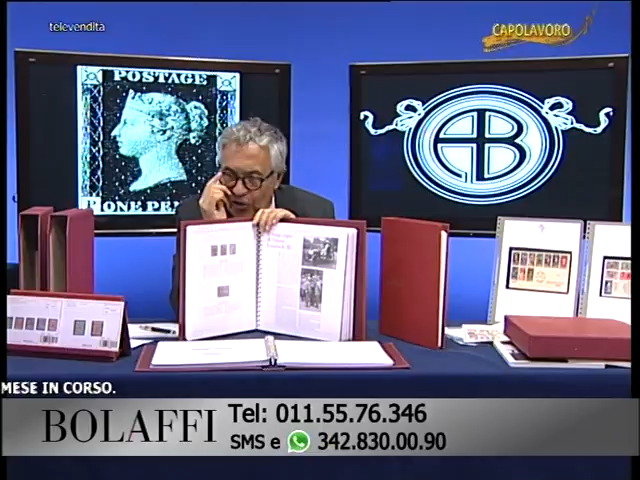 televendita
CAPOLAVORO
POSTAGE
ONE PEN
AB
MESE IN CORSO.
BOLAFFI
Tel: 011.55.76.346
SMS e 342.830.00.90